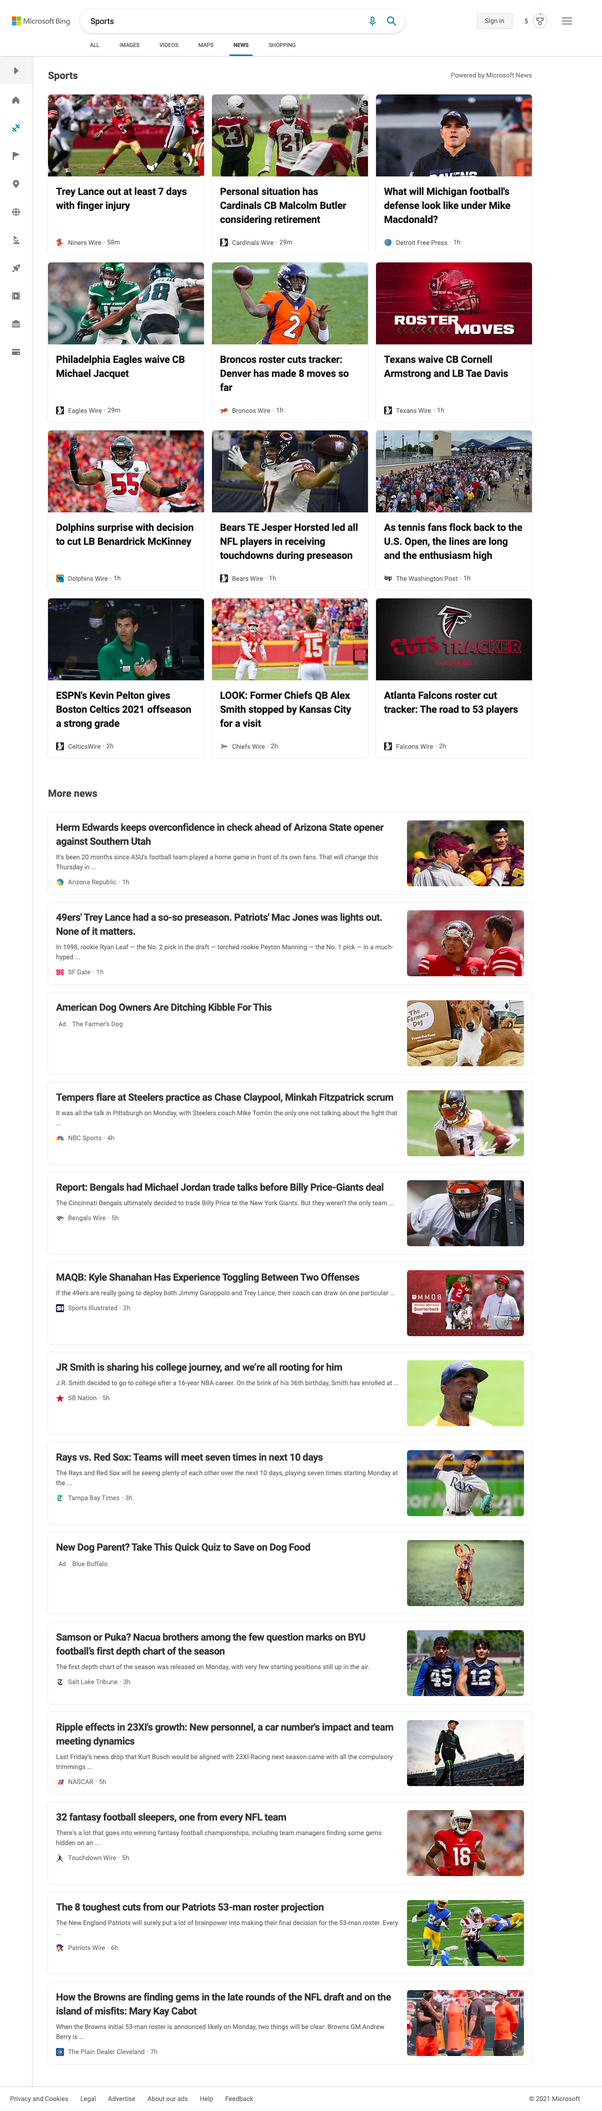 Microsoft Bing
Sports
Sign in
5
ALL IMAGES VIDEOS MAPS NEWS SHOPPING
Sports
Powered by Microsoft News
Trey Lance out at least 7 days
with finger injury
Niners Wire · 58m
Personal situation has
Cardinals CB Malcolm Butler
considering retirement
Cardinals Wire · 29m
What will Michigan football's
defense look like under Mike
Macdonald?
Detroit Free Press · 1h
ROSTER
MOVES
Philadelphia Eagles waive CB
Michael Jacquet
Eagles Wire · 29m
Broncos roster cuts tracker:
Denver has made 8 moves so
far
Broncos Wire · 1h
Texans waive CB Cornell
Armstrong and LB Tae Davis
Texans Wire · 1h
Dolphins surprise with decision
to cut LB Benardrick McKinney
Dolphins Wire · 1h
Bears TE Jesper Horsted led all
NFL players in receiving
touchdowns during preseason
Bears Wire · 1h
As tennis fans flock back to the
U.S. Open, the lines are long
and the enthusiasm high
The Washington Post · 1h
CUTS TRACKER
ESPN's Kevin Pelton gives
Boston Celtics 2021 offseason
a strong grade
CelticsWire · 2h
LOOK: Former Chiefs QB Alex
Smith stopped by Kansas City
for a visit
Chiefs Wire · 2h
Atlanta Falcons roster cut
tracker: The road to 53 players
Falcons Wire · 2h
More news
Herm Edwards keeps overconfidence in check ahead of Arizona State opener
against Southern Utah
It's been 20 months since ASU's football team played a home game in front of its own fans. That will change this
Thursday in ...
Arizona Republic · 1h
49ers' Trey Lance had a so-so preseason. Patriots' Mac Jones was lights out.
None of it matters.
In 1998, rookie Ryan Leaf — the No. 2 pick in the draft — torched rookie Peyton Manning — the No. 1 pick — in a much-
hyped ...
SF Gate · 1h
American Dog Owners Are Ditching Kibble For This
Ad The Farmer's Dog
The
Farmer's
Dog
Tempers flare at Steelers practice as Chase Claypool, Minkah Fitzpatrick scrum
It was all the talk in Pittsburgh on Monday, with Steelers coach Mike Tomlin the only one not talking about the fight that
...
NBC Sports · 4h
Report: Bengals had Michael Jordan trade talks before Billy Price-Giants deal
The Cincinnati Bengals ultimately decided to trade Billy Price to the New York Giants. But they weren't the only team ...
Bengals Wire · 5h
MAQB: Kyle Shanahan Has Experience Toggling Between Two Offenses
If the 49ers are really going to deploy both Jimmy Garoppolo and Trey Lance, their coach can draw on one particular ...
Sports Illustrated · 2h
MMQB
Quarterback
JR Smith is sharing his college journey, and we're all rooting for him
J.R. Smith decided to go to college after a 16-year NBA career. On the brink of his 36th birthday, Smith has enrolled at ...
SB Nation · 5h
Rays vs. Red Sox: Teams will meet seven times in next 10 days
The Rays and Red Sox will be seeing plenty of each other over the next 10 days, playing seven times starting Monday at
the ...
Tampa Bay Times · 3h
RAYS
New Dog Parent? Take This Quick Quiz to Save on Dog Food
Ad Blue Buffalo
Samson or Puka? Nacua brothers among the few question marks on BYU
football's first depth chart of the season
The first depth chart of the season was released on Monday, with very few starting positions still up in the air.
Salt Lake Tribune · 3h
45 12
Ripple effects in 23XI's growth: New personnel, a car number's impact and team
meeting dynamics
Last Friday's news drop that Kurt Busch would be aligned with 23XI Racing next season came with all the compulsory
trimmings ...
NASCAR · 5h
32 fantasy football sleepers, one from every NFL team
There's a lot that goes into winning fantasy football championships, including team managers finding some gems
hidden on an ...
Touchdown Wire · 5h
18
The 8 toughest cuts from our Patriots 53-man roster projection
The New England Patriots will surely put a lot of brainpower into making their final decision for the 53-man roster. Every
...
Patriots Wire · 6h
How the Browns are finding gems in the late rounds of the NFL draft and on the
island of misfits: Mary Kay Cabot
When the Browns initial 53-man roster is announced likely on Monday, two things will be clear: Browns GM Andrew
Berry is ...
The Plain Dealer Cleveland · 7h
Privacy and Cookies Legal Advertise About our ads Help Feedback
© 2021 Microsoft